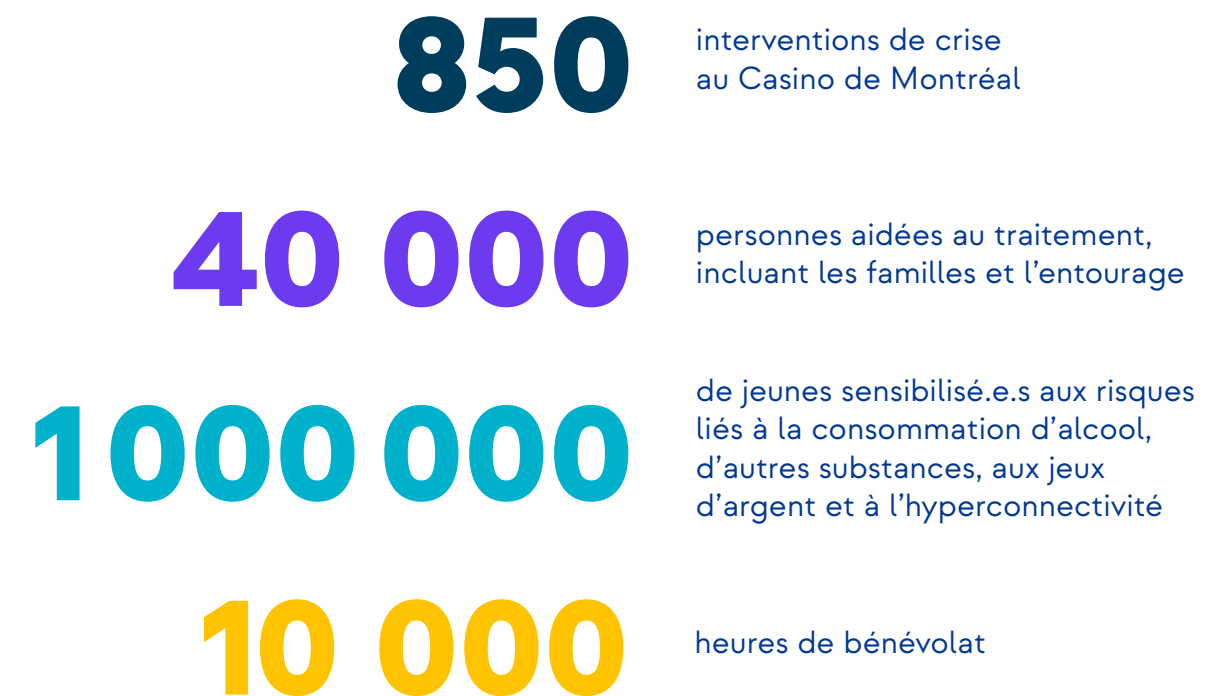 850
interventions de crise
au Casino de Montréal
40 000
personnes aidées au traitement,
incluant les familles et l’entourage
1 000 000
de jeunes sensibilisé.e.s aux risques
liés à la consommation d’alcool,
d’autres substances, aux jeux
d’argent et à l’hyperconnectivité
10 000
heures de bénévolat